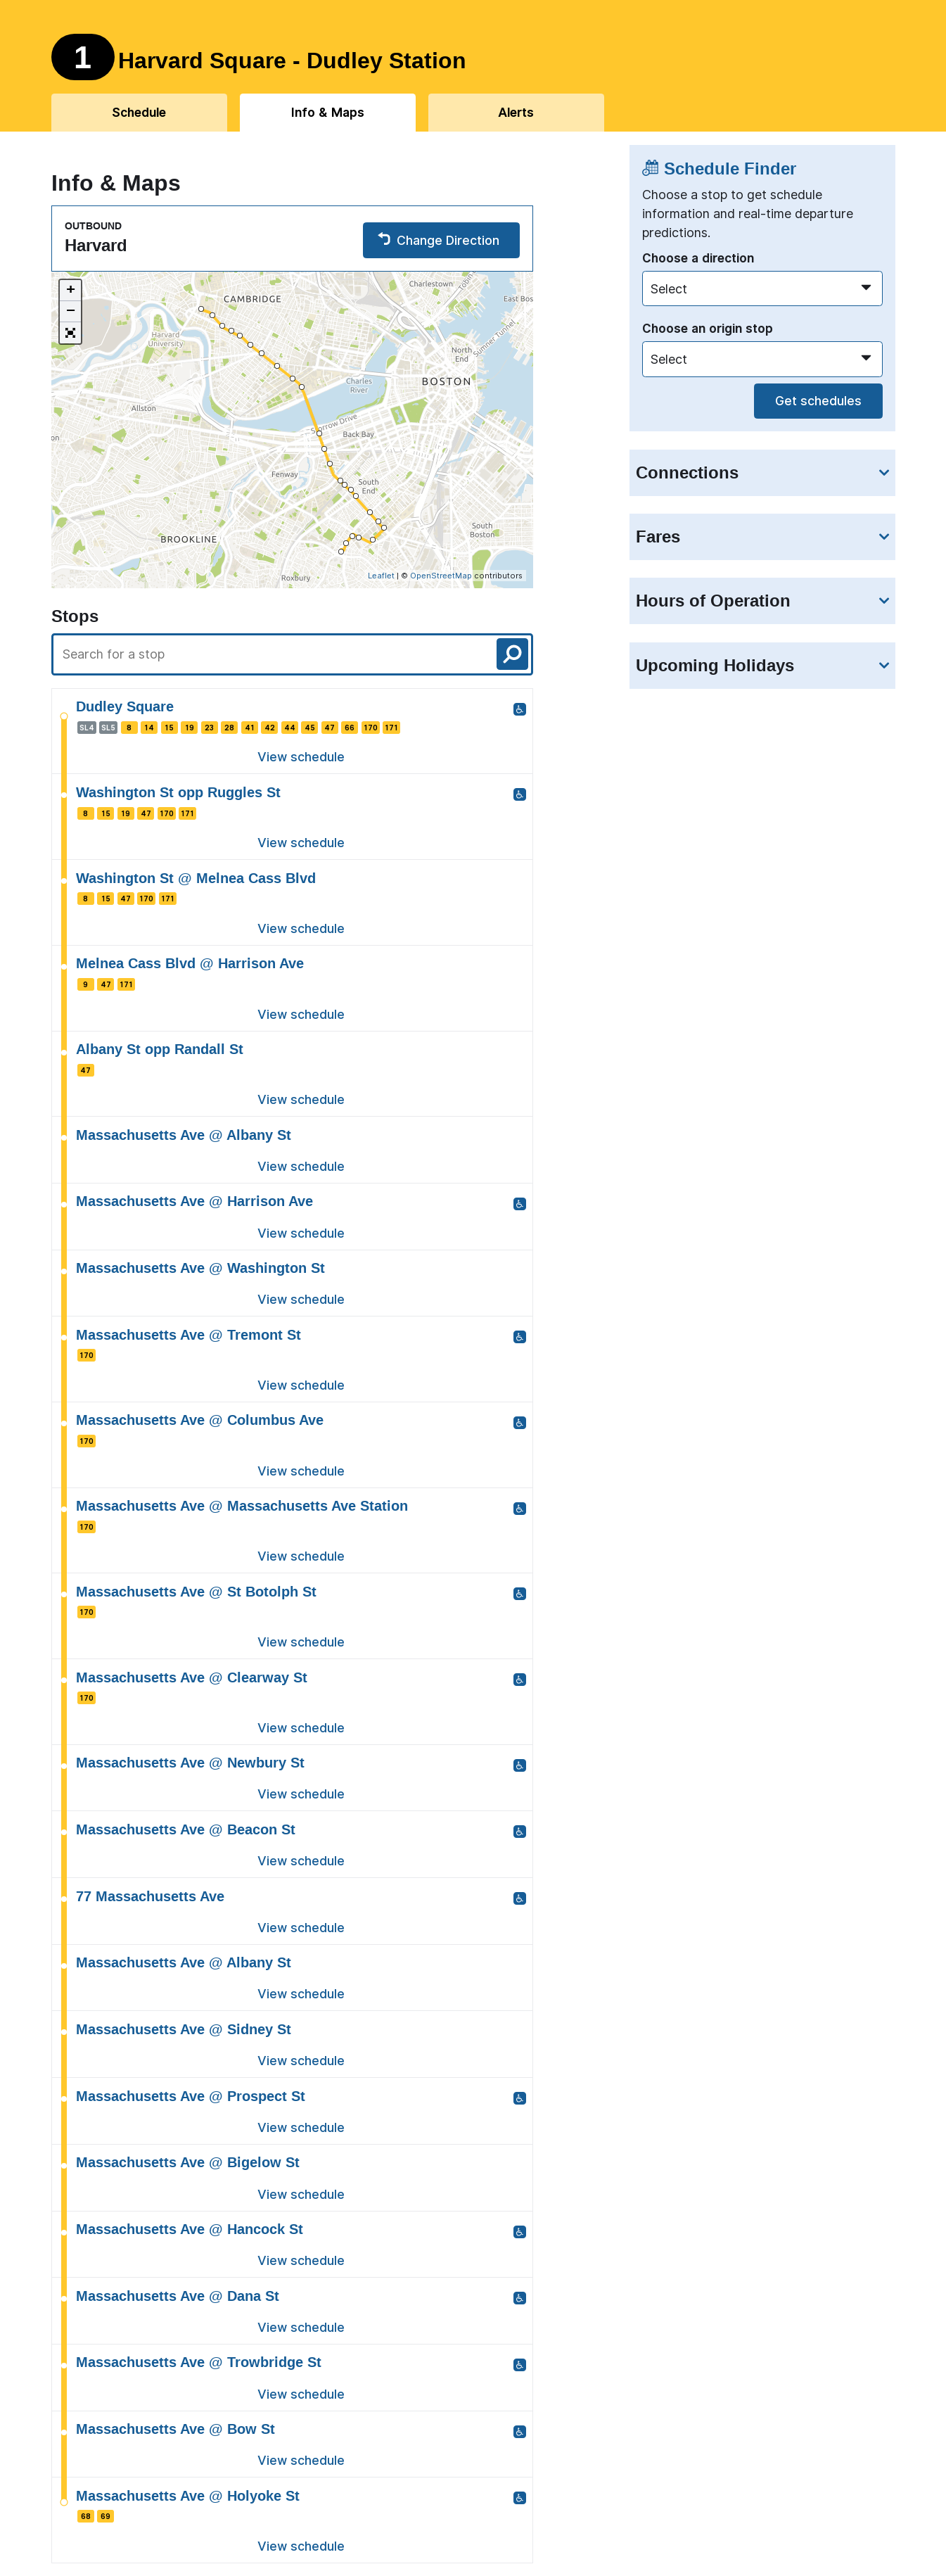 1 Harvard Square - Dudley Station
Schedule
Info & Maps
Alerts
Info & Maps
OUTBOUND
Harvard
Change Direction
+
−
CAMBRIDGE
Charlestown
East Bos
Harvard
University
North
End
Sumner Tunnel
BOSTON
Charles
River
Allston
Storrow Drive
Back Bay
Fenway
South
End
South
Boston
BROOKLINE
Roxbury
Leaflet | © OpenStreetMap contributors
Stops
Search for a stop
Dudley Square
SL4 SL5 8 14 15 19 23 28 41 42 44 45 47 66 170 171
View schedule
Washington St opp Ruggles St
8 15 19 47 170 171
View schedule
Washington St @ Melnea Cass Blvd
8 15 47 170 171
View schedule
Melnea Cass Blvd @ Harrison Ave
9 47 171
View schedule
Albany St opp Randall St
47
View schedule
Massachusetts Ave @ Albany St
View schedule
Massachusetts Ave @ Harrison Ave
View schedule
Massachusetts Ave @ Washington St
View schedule
Massachusetts Ave @ Tremont St
170
View schedule
Massachusetts Ave @ Columbus Ave
170
View schedule
Massachusetts Ave @ Massachusetts Ave Station
170
View schedule
Massachusetts Ave @ St Botolph St
170
View schedule
Massachusetts Ave @ Clearway St
170
View schedule
Massachusetts Ave @ Newbury St
View schedule
Massachusetts Ave @ Beacon St
View schedule
77 Massachusetts Ave
View schedule
Massachusetts Ave @ Albany St
View schedule
Massachusetts Ave @ Sidney St
View schedule
Massachusetts Ave @ Prospect St
View schedule
Massachusetts Ave @ Bigelow St
View schedule
Massachusetts Ave @ Hancock St
View schedule
Massachusetts Ave @ Dana St
View schedule
Massachusetts Ave @ Trowbridge St
View schedule
Massachusetts Ave @ Bow St
View schedule
Massachusetts Ave @ Holyoke St
68 69
View schedule
Schedule Finder
Choose a stop to get schedule
information and real-time departure
predictions.
Choose a direction
Select
Choose an origin stop
Select
Get schedules
Connections
Fares
Hours of Operation
Upcoming Holidays